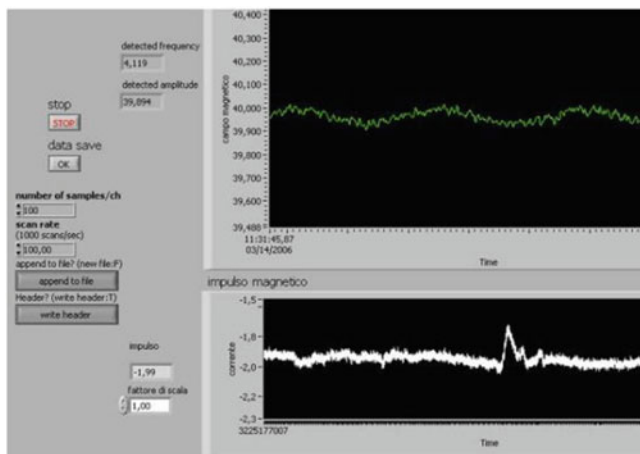 detected frequency
4,119
detected amplitude
39,894
stop
STOP
data save
OK
number of samples/ch
100
scan rate
(1000 scans/sec)
100,00
append to file? (new file:F)
append to file
Header? (write header:T)
write header
impulso
-1,99
fattore di scala
1,00
campo magnetico
40,400
40,300
40,200
40,100
40,000
39,900
39,800
39,700
39,600
39,488
11:31:45,87
03/14/2006
Time
impulso magnetico
corrente
-1,5
-1,8
-2,0
-2,2
-2,3
3225177007
Time